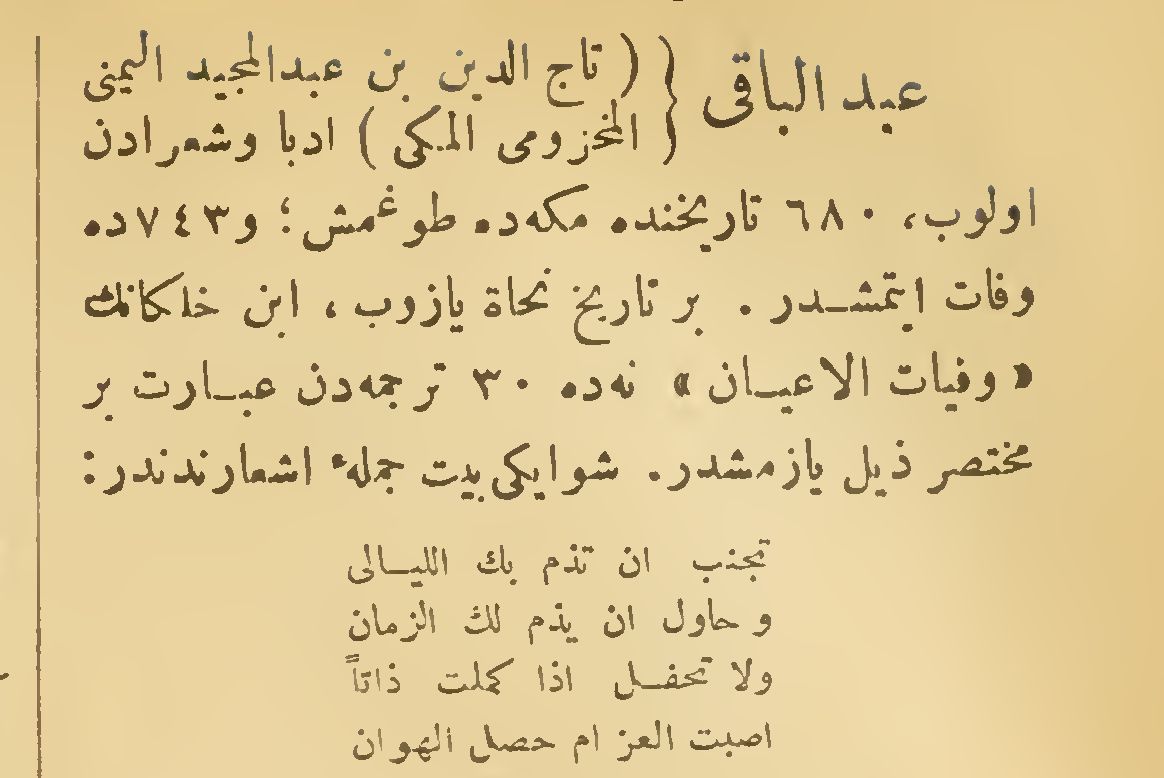 عبد الباقی { ( تاج الدین بن عبدالمجید الیمنی
المخزومی المکی ) ادبا وشعرادن
اولوب، ٦٨٠ تاریخنده مکه‌ده طوغمش؛ و٧٤٣ده
وفات ایتمشدر . بر تاریخ نحاة یازوب ، ابن خلکانك
« وفیات الاعیان » نه‌ده ٣٠ ترجمه‌دن عبارت بر
مختصر ذیل یازمشدر. شو ایکی بیت جملهٔ اشعارندندر:
تجنب ان تذم بك اللیالی
و حاول ان یذم لك الزمان
ولا تحفل اذا کملت ذاتاً
اصبت العز ام حصل الهوان